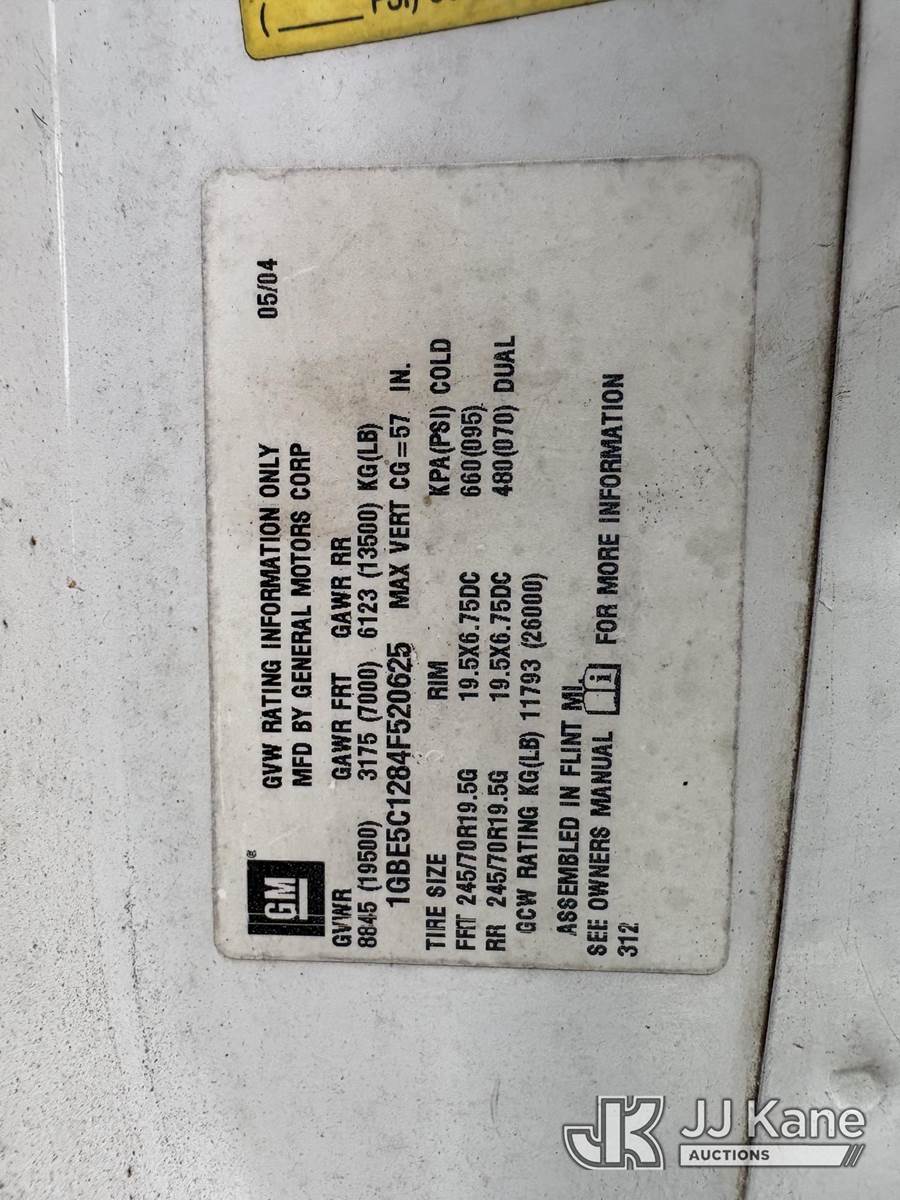 PSI)
GVW RATING INFORMATION ONLY 05/04
MFD BY GENERAL MOTORS CORP
GM®
GVWR GAWR FRT GAWR RR
8845 (19500) 3175 (7000) 6123 (13500) KG(LB)
1GBE5C1284F520625 MAX VERT CG=57 IN.
TIRE SIZE RIM KPA(PSI) COLD
FRT 245/70R19.5G 19.5X6.75DC 660(095)
RR 245/70R19.5G 19.5X6.75DC 480(070) DUAL
GCW RATING KG(LB) 11793 (26000)
ASSEMBLED IN FLINT MI.
SEE OWNERS MANUAL i FOR MORE INFORMATION
312
JK JJ Kane
AUCTIONS